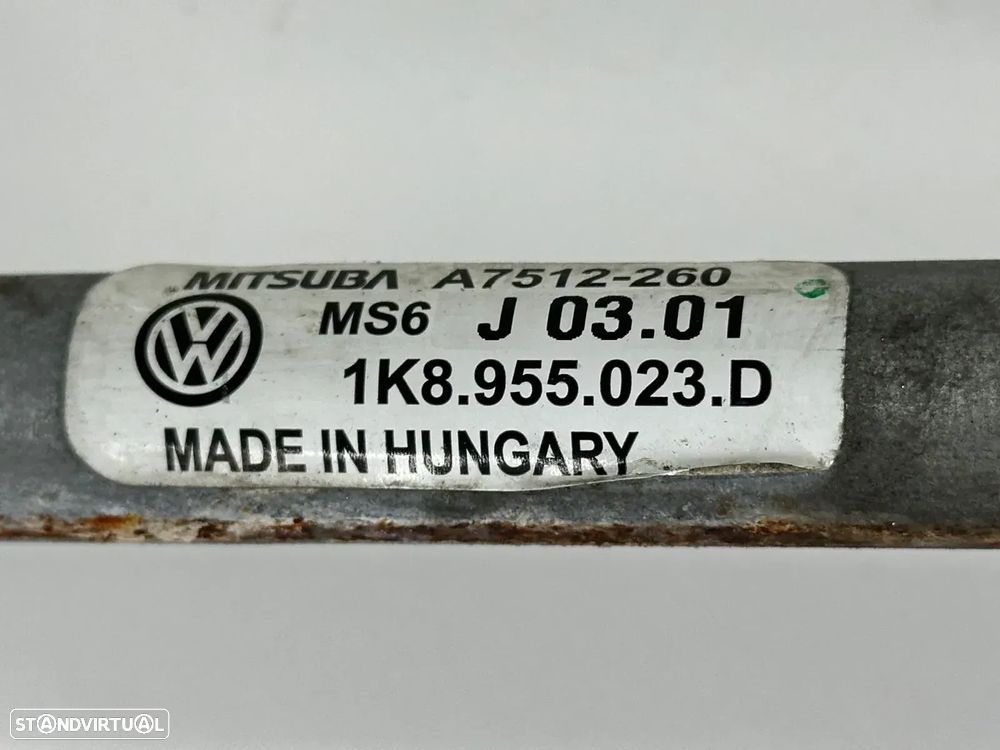 MITSUBA A7512-260
MS6 J 03.01
1K8.955.023.D
MADE IN HUNGARY
STANDVIRTUAL